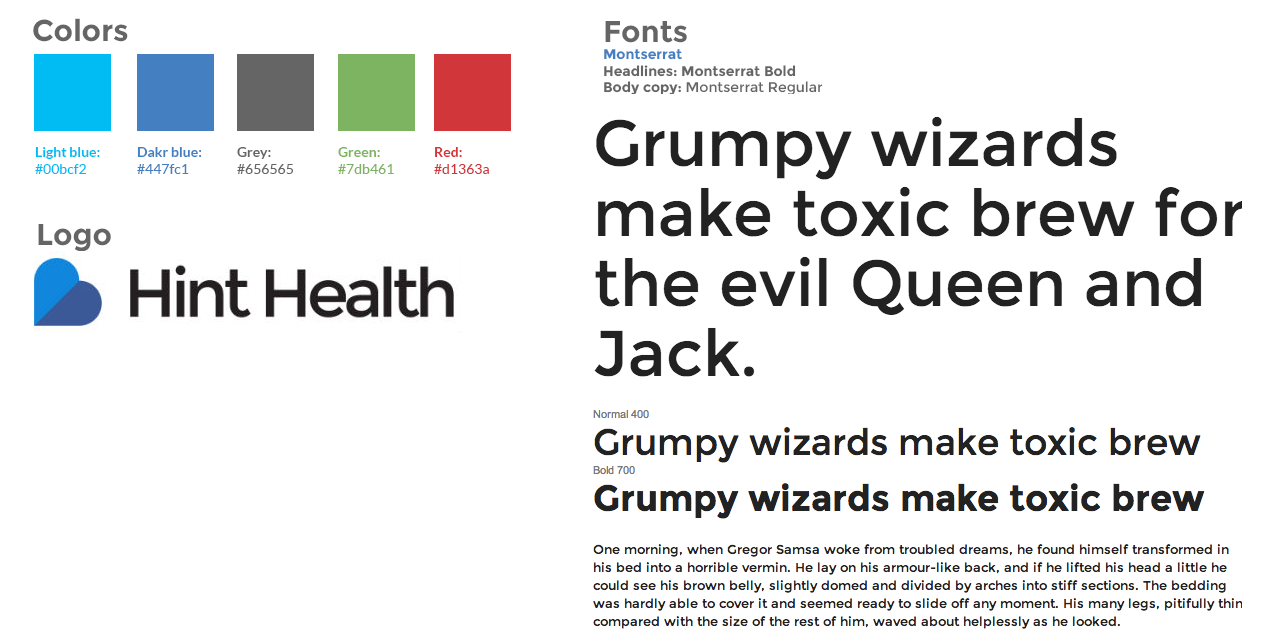 Colors
Light blue:
#00bcf2
Dakr blue:
#447fc1
Grey:
#656565
Green:
#7db461
Red:
#d1363a
Logo
Hint Health
Fonts
Montserrat
Headlines: Montserrat Bold
Body copy: Montserrat Regular
Grumpy wizards
make toxic brew for
the evil Queen and
Jack.
Normal 400
Grumpy wizards make toxic brew
Bold 700
Grumpy wizards make toxic brew
One morning, when Gregor Samsa woke from troubled dreams, he found himself transformed in
his bed into a horrible vermin. He lay on his armour-like back, and if he lifted his head a little he
could see his brown belly, slightly domed and divided by arches into stiff sections. The bedding
was hardly able to cover it and seemed ready to slide off any moment. His many legs, pitifully thin
compared with the size of the rest of him, waved about helplessly as he looked.